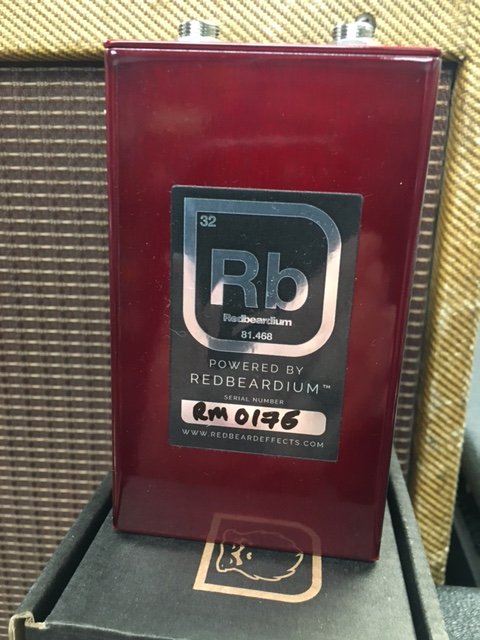 32
Rb
Redbeardium
81.468
POWERED BY
REDBEARDIUM™
SERIAL NUMBER
RM 0176
WWW.REDBEARDEFFECTS.COM